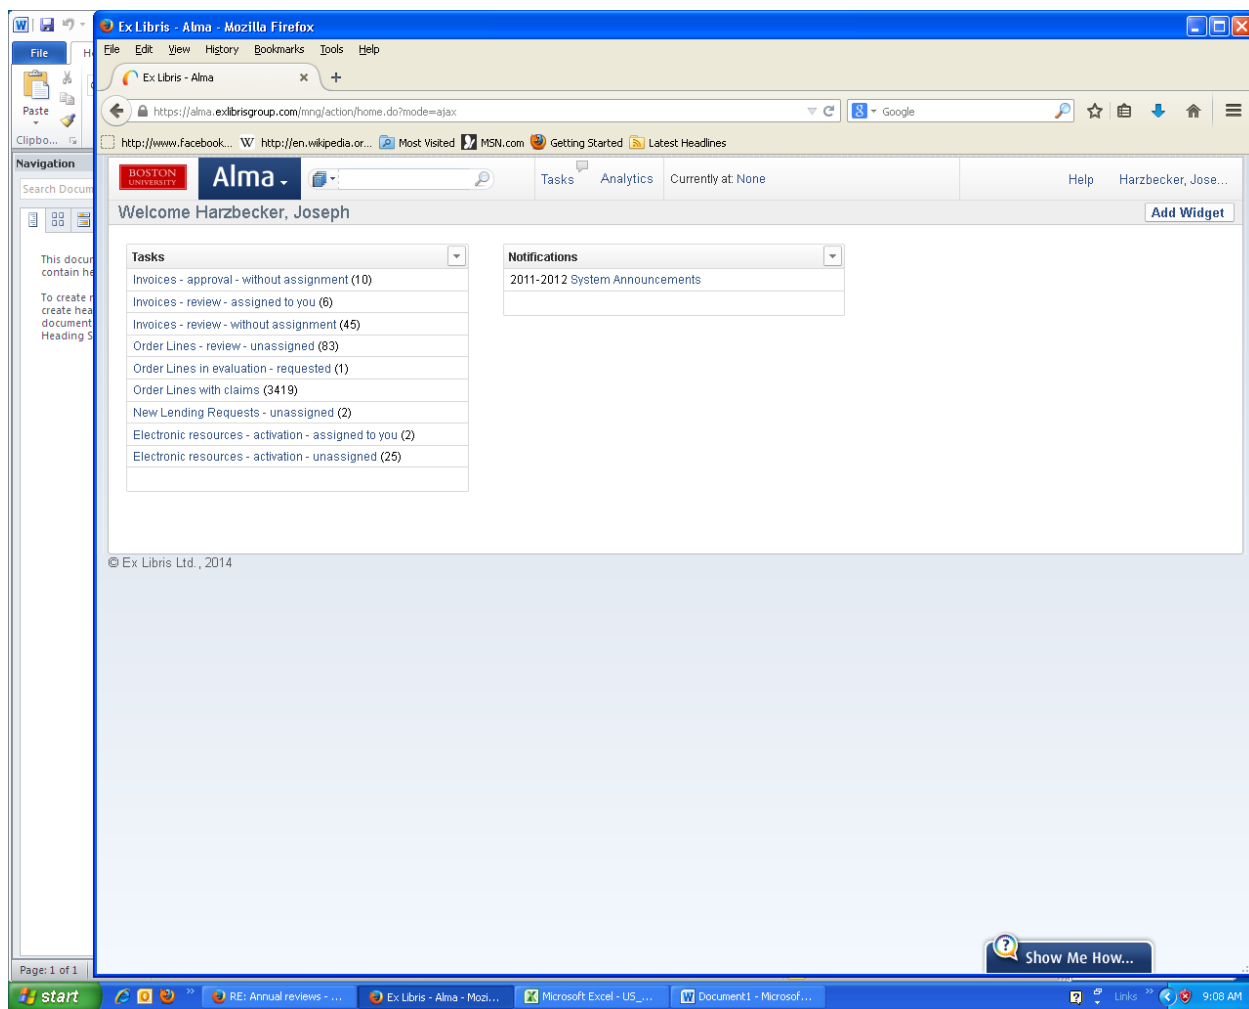 Ex Libris - Alma - Mozilla Firefox
File Edit View History Bookmarks Tools Help
Ex Libris - Alma
https://alma.exlibrisgroup.com/mng/action/home.do?mode=ajax
Google
http://www.facebook... http://en.wikipedia.or... Most Visited MSN.com Getting Started Latest Headlines
BOSTON
UNIVERSITY
Alma
Tasks Analytics Currently at: None Help Harzbecker, Jose...
Welcome Harzbecker, Joseph
Add Widget
Tasks
Invoices - approval - without assignment (10)
Invoices - review - assigned to you (6)
Invoices - review - without assignment (45)
Order Lines - review - unassigned (83)
Order Lines in evaluation - requested (1)
Order Lines with claims (3419)
New Lending Requests - unassigned (2)
Electronic resources - activation - assigned to you (2)
Electronic resources - activation - unassigned (25)
Notifications
2011-2012 System Announcements
© Ex Libris Ltd., 2014
Show Me How...
File
Paste
Clipbo...
Navigation
Search Docum
This docum
contain he
To create
create hea
document
Heading S
Page: 1 of 1
start
RE: Annual reviews - ...
Ex Libris - Alma - Mozi...
Microsoft Excel - US_...
Document1 - Microsof...
Links
9:08 AM